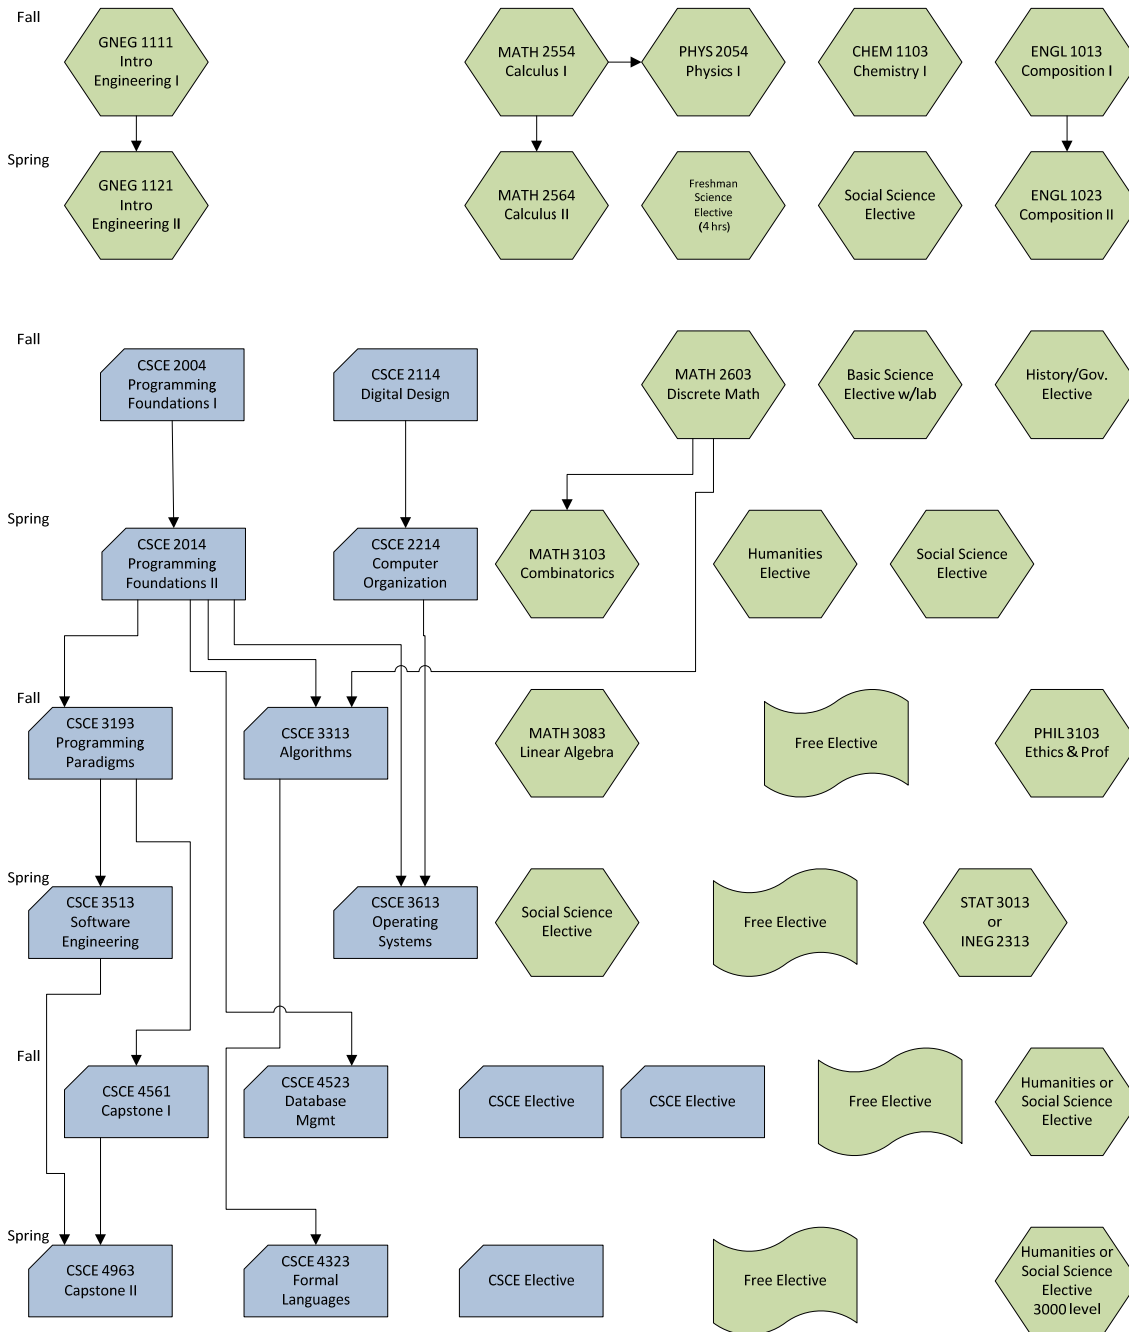 Fall
GNEG 1111
Intro
Engineering I
MATH 2554
Calculus I
PHYS 2054
Physics I
CHEM 1103
Chemistry I
ENGL 1013
Composition I
Spring
GNEG 1121
Intro
Engineering II
MATH 2564
Calculus II
Freshman
Science
Elective
(4 hrs)
Social Science
Elective
ENGL 1023
Composition II
Fall
CSCE 2004
Programming
Foundations I
CSCE 2114
Digital Design
MATH 2603
Discrete Math
Basic Science
Elective w/lab
History/Gov.
Elective
Spring
CSCE 2014
Programming
Foundations II
CSCE 2214
Computer
Organization
MATH 3103
Combinatorics
Humanities
Elective
Social Science
Elective
Fall
CSCE 3193
Programming
Paradigms
CSCE 3313
Algorithms
MATH 3083
Linear Algebra
Free Elective
PHIL 3103
Ethics & Prof
Spring
CSCE 3513
Software
Engineering
CSCE 3613
Operating
Systems
Social Science
Elective
Free Elective
STAT 3013
or
INEG 2313
Fall
CSCE 4561
Capstone I
CSCE 4523
Database
Mgmt
CSCE Elective
CSCE Elective
Free Elective
Humanities or
Social Science
Elective
Spring
CSCE 4963
Capstone II
CSCE 4323
Formal
Languages
CSCE Elective
Free Elective
Humanities or
Social Science
Elective
3000 level